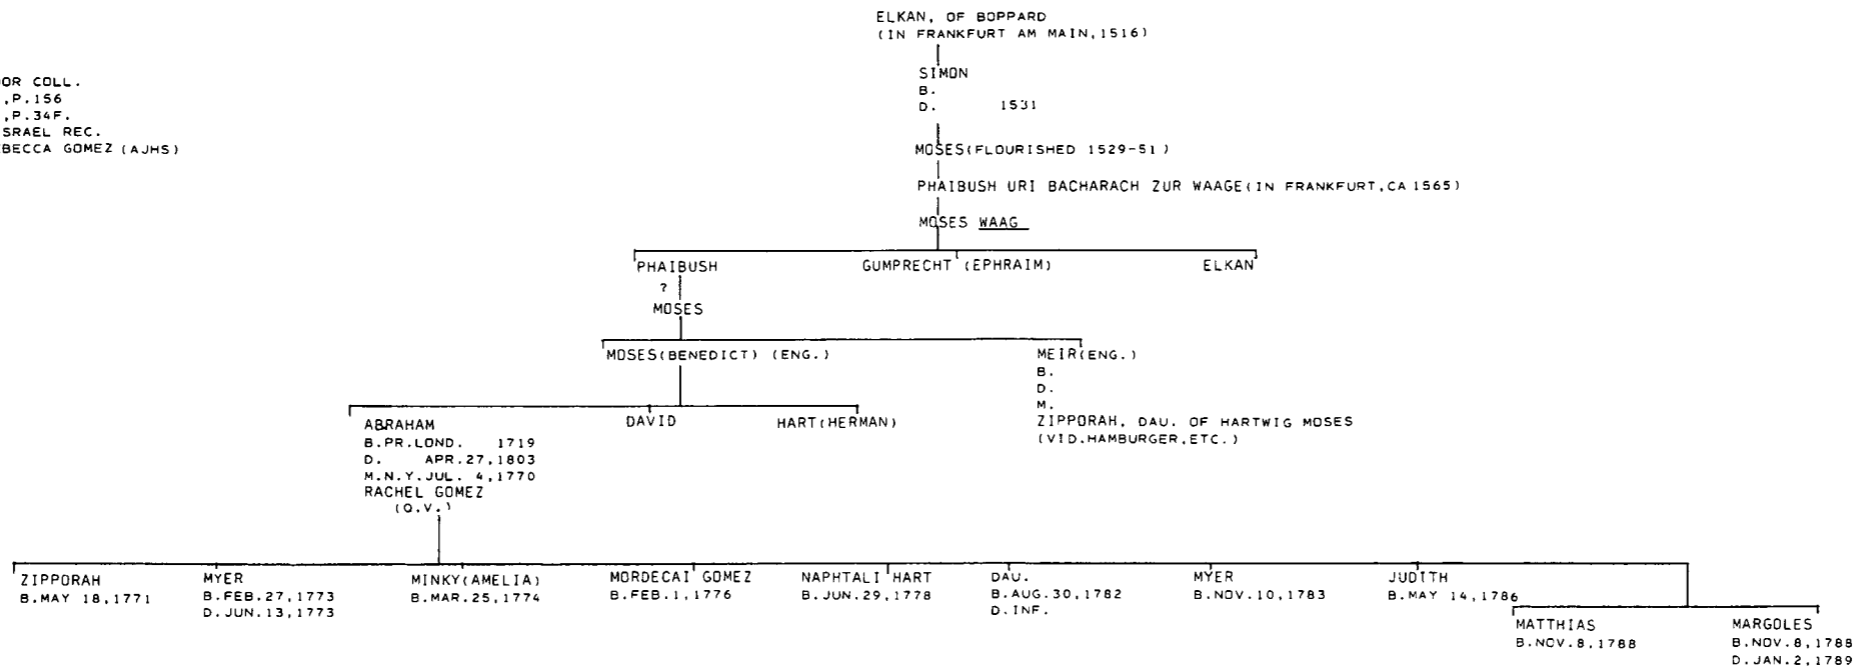 ELKAN, OF BOPPARD
(IN FRANKFURT AM MAIN,1516)
OR COLL.
,P.156
,P.34F.
SRAEL REC.
BECCA GOMEZ (AJHS)
SIMON
B.
D. 1531
MOSES(FLOURISHED 1529-51)
PHAIBUSH URI BACHARACH ZUR WAAGE(IN FRANKFURT,CA 1565)
MOSES WAAG
PHAIBUSH GUMPRECHT (EPHRAIM) ELKAN
?
MOSES
MOSES(BENEDICT) (ENG.)
MEIR(ENG.)
B.
D.
M.
ZIPPORAH, DAU. OF HARTWIG MOSES
(VID.HAMBURGER,ETC.)
ABRAHAM
B.PR.LOND. 1719
D. APR.27,1803
M.N.Y.JUL. 4,1770
RACHEL GOMEZ
(Q.V.)
DAVID
HART(HERMAN)
ZIPPORAH
B.MAY 18,1771
MYER
B.FEB.27,1773
D.JUN.13,1773
MINKY(AMELIA)
B.MAR.25,1774
MORDECAI GOMEZ
B.FEB.1,1776
NAPHTALI HART
B.JUN.29,1778
DAU.
B.AUG.30,1782
D.INF.
MYER
B.NOV.10,1783
JUDITH
B.MAY 14,1786
MATTHIAS
B.NOV.8,1788
MARGOLES
B.NOV.8,1788
D.JAN.2,1789